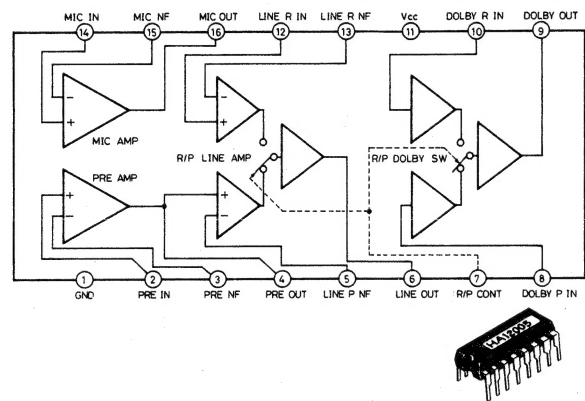 MIC IN MIC NF MIC OUT LINE R IN LINE R NF Vcc DOLBY R IN DOLBY OUT
14 15 16 12 13 11 10 9
- + MIC AMP
- +
R/P LINE AMP
R/P DOLBY SW
PRE AMP
+ -
+ -
1 2 3 4 5 6 7 8
GND PRE IN PRE NF PRE OUT LINE P NF LINE OUT R/P CONT DOLBY P IN
HA12005